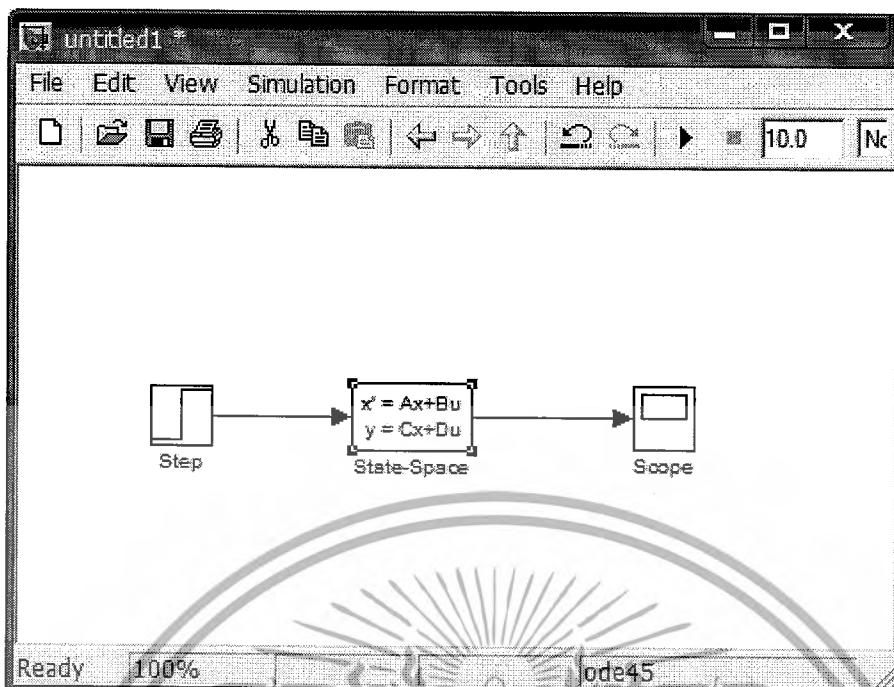 untitled1 *
File Edit View Simulation Format Tools Help
10.0 Nc
x' = Ax+Bu
y = Cx+Du
Step State-Space Scope
Ready 100% ode45